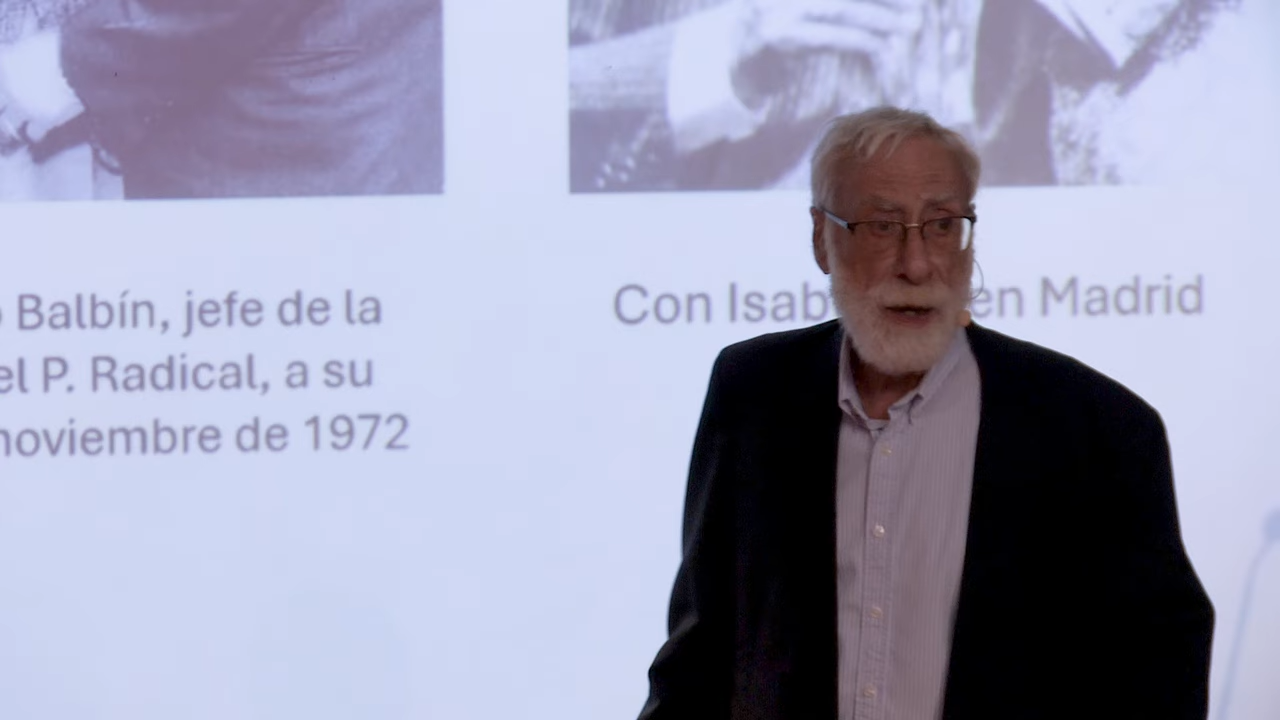 Balbín, jefe de la
el P. Radical, a su
noviembre de 1972
Con Isab en Madrid